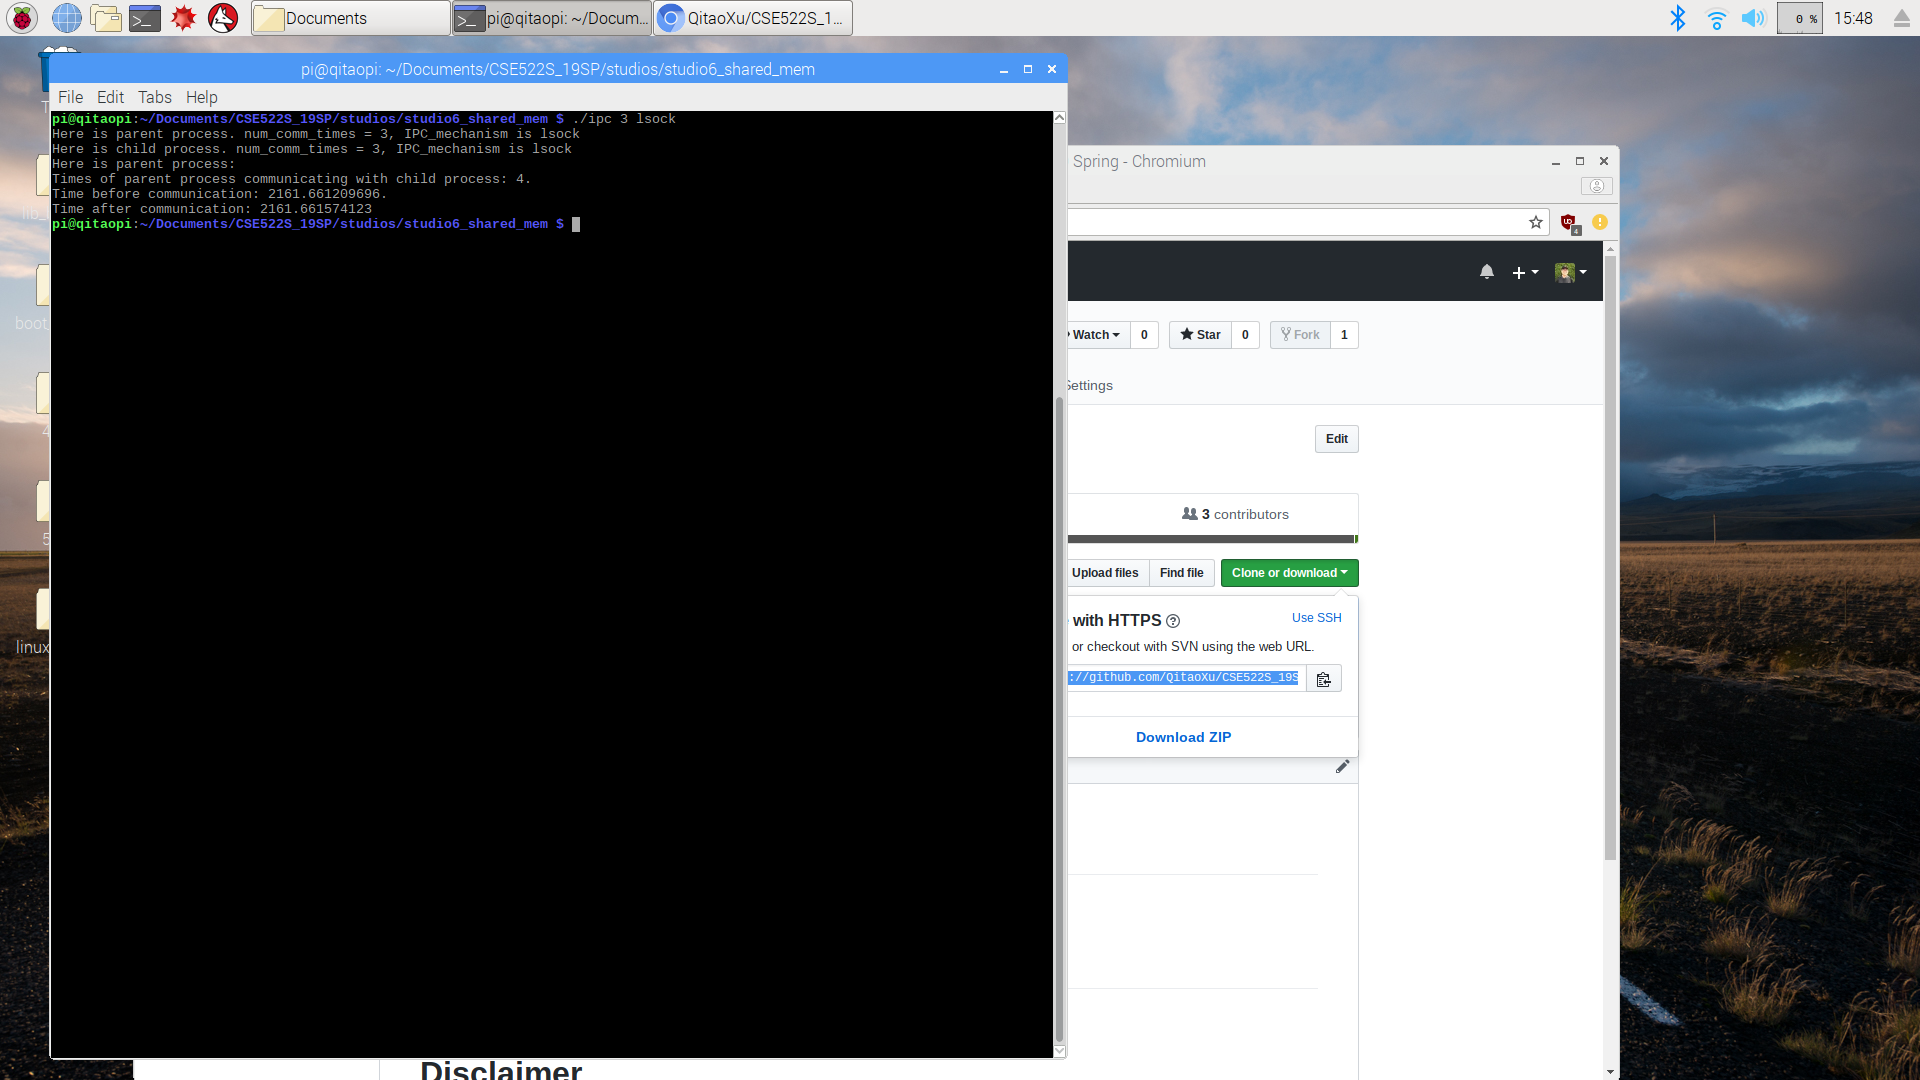 Documents
pi@qitaopi: ~/Docum...
QitaoXu/CSE522S_1...
0 %
15:48
pi@qitaopi: ~/Documents/CSE522S_19SP/studios/studio6_shared_mem
File Edit Tabs Help
pi@qitaopi:~/Documents/CSE522S_19SP/studios/studio6_shared_mem $ ./ipc 3 lsock
Here is parent process. num_comm_times = 3, IPC_mechanism is lsock
Here is child process. num_comm_times = 3, IPC_mechanism is lsock
Here is parent process:
Times of parent process communicating with child process: 4.
Time before communication: 2161.661209696.
Time after communication: 2161.661574123
pi@qitaopi:~/Documents/CSE522S_19SP/studios/studio6_shared_mem $
T
lib_
boot_
4
5
linux
Spring - Chromium
4
Watch 0 Star 0 Fork 1
Settings
Edit
3 contributors
Upload files Find file Clone or download
with HTTPS
Use SSH
or checkout with SVN using the web URL.
://github.com/QitaoXu/CSE522S_19S
Download ZIP
Disclaimer